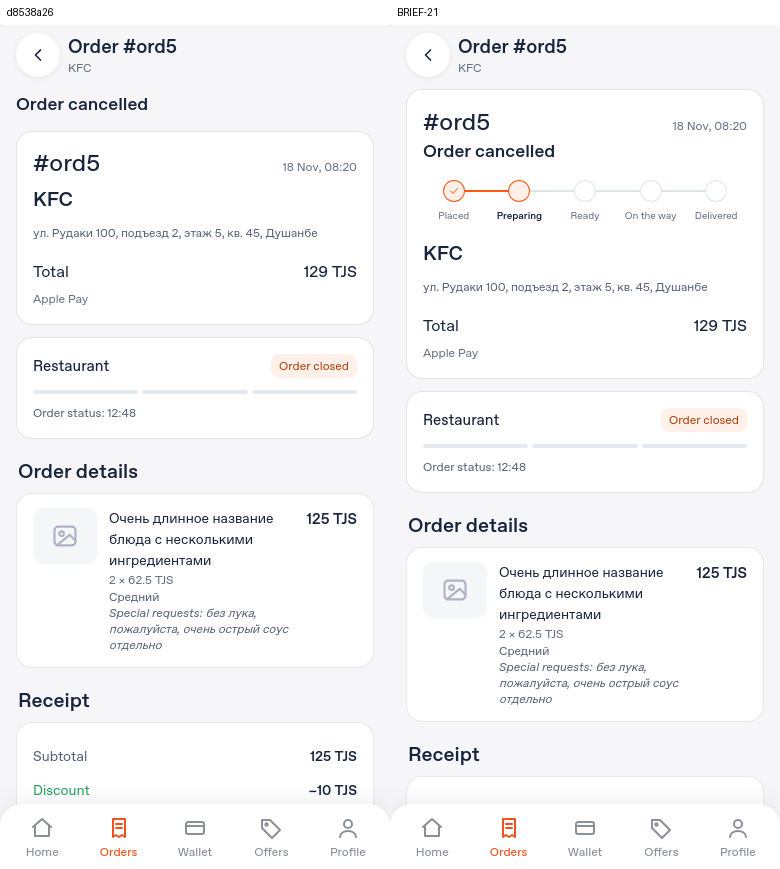 d8538a26
Order #ord5
KFC
Order cancelled
#ord5
18 Nov, 08:20
KFC
ул. Рудаки 100, подъезд 2, этаж 5, кв. 45, Душанбе
Total
129 TJS
Apple Pay
Restaurant
Order closed
Order status: 12:48
Order details
Очень длинное название
блюда с несколькими
ингредиентами
125 TJS
2 × 62.5 TJS
Средний
Special requests: без лука,
пожалуйста, очень острый соус
отдельно
Receipt
Subtotal
125 TJS
Discount
−10 TJS
Home
Orders
Wallet
Offers
Profile
BRIEF-21
Order #ord5
KFC
#ord5
18 Nov, 08:20
Order cancelled
Placed
Preparing
Ready
On the way
Delivered
KFC
ул. Рудаки 100, подъезд 2, этаж 5, кв. 45, Душанбе
Total
129 TJS
Apple Pay
Restaurant
Order closed
Order status: 12:48
Order details
Очень длинное название
блюда с несколькими
ингредиентами
125 TJS
2 × 62.5 TJS
Средний
Special requests: без лука,
пожалуйста, очень острый соус
отдельно
Receipt
Home
Orders
Wallet
Offers
Profile